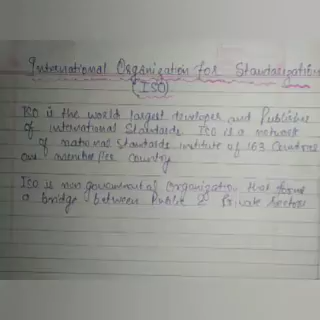 International Organization for Standarization
(ISO)
ISO is the world largest developer and Publisher
of international Standards. ISO is a network
of national Standards institute of 163 Countries
one member per country
ISO is non governmental Organization that form
a bridge between Public & Private Sectors